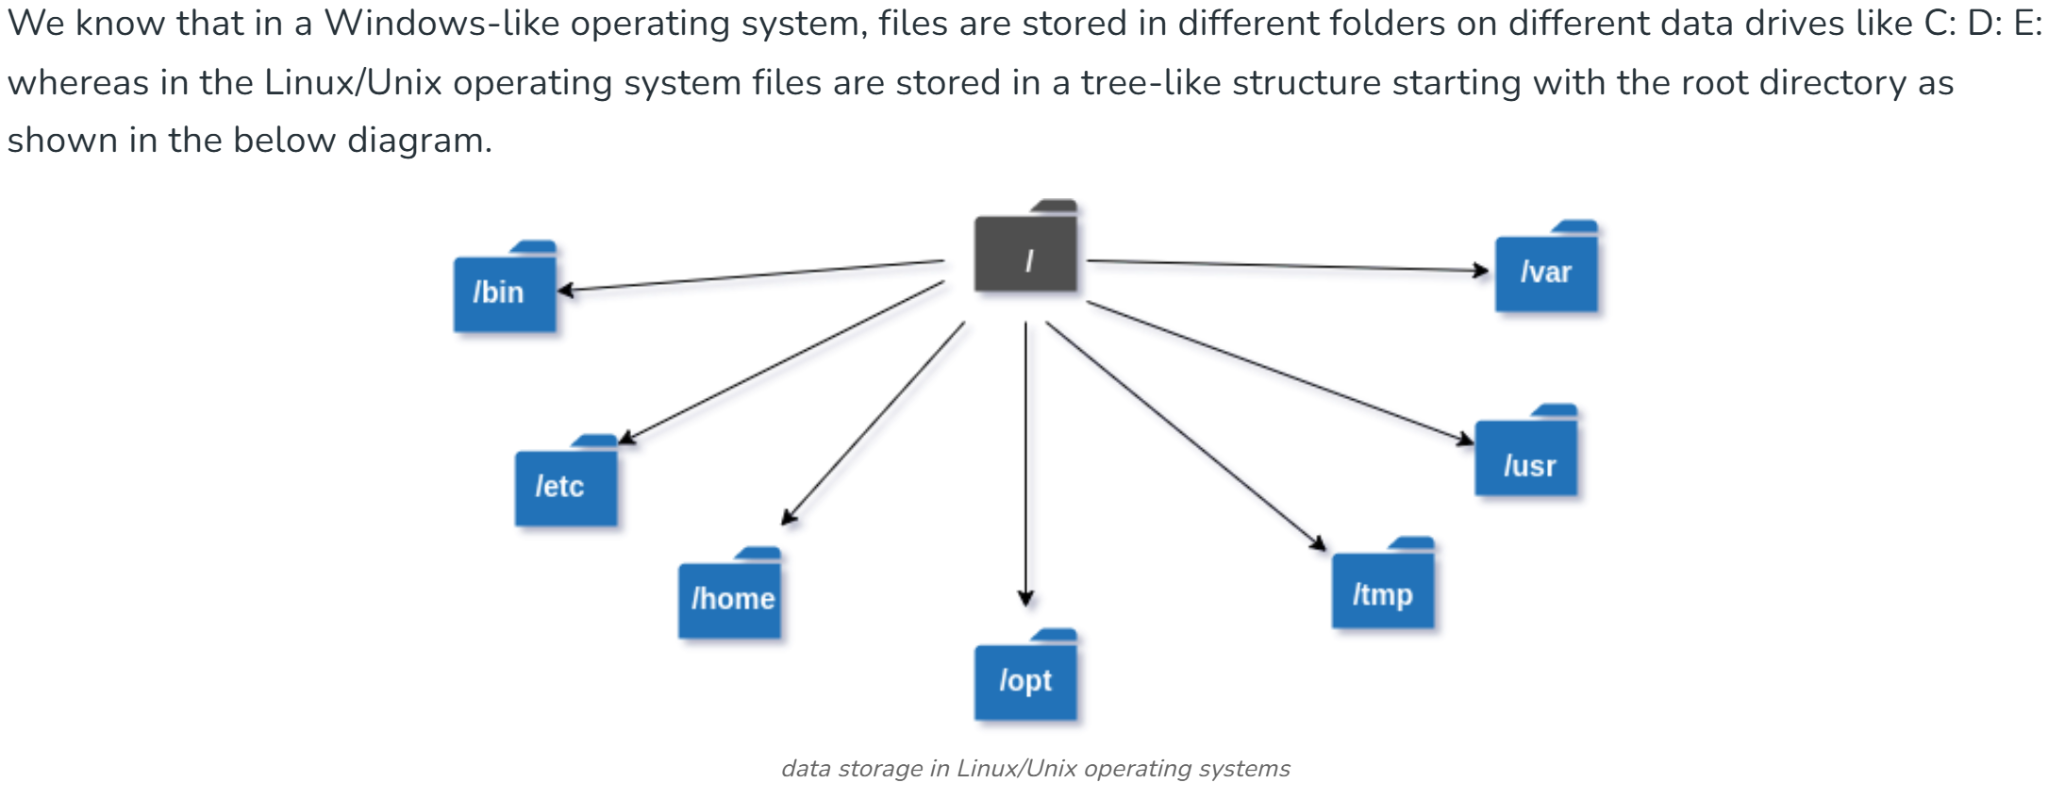 We know that in a Windows-like operating system, files are stored in different folders on different data drives like C: D: E:
whereas in the Linux/Unix operating system files are stored in a tree-like structure starting with the root directory as
shown in the below diagram.
/
/bin
/var
/etc
/usr
/home
/tmp
/opt
data storage in Linux/Unix operating systems